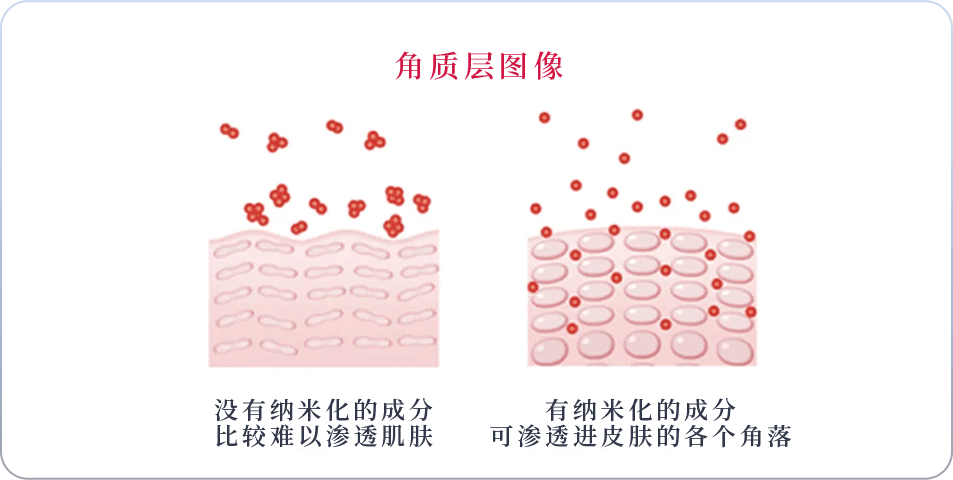 角质层图像
没有纳米化的成分
比较难以渗透肌肤
有纳米化的成分
可渗透进皮肤的各个角落